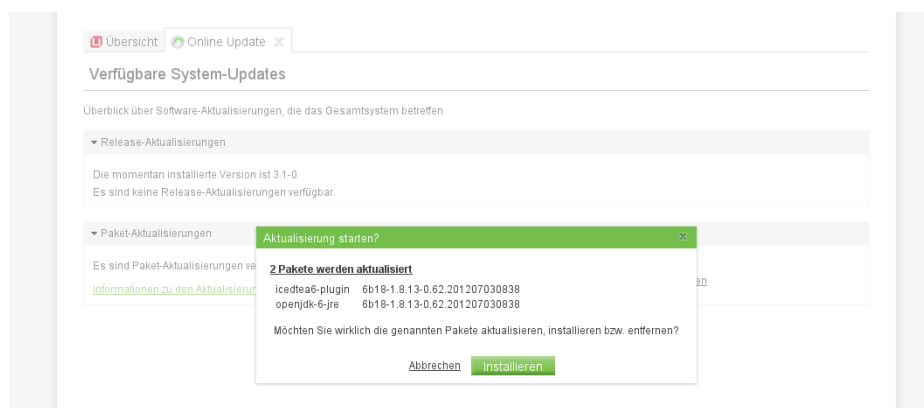 Übersicht Online Update
Verfügbare System-Updates
Überblick über Software-Aktualisierungen, die das Gesamtsystem betreffen
Release-Aktualisierungen
Die momentan installierte Version ist 3.1-0
Es sind keine Release-Aktualisierungen verfügbar.
Paket-Aktualisierungen
Es sind Paket-Aktualisierungen
Informationen zu den
Aktualisierung starten?
2 Pakete werden aktualisiert
icedtea6-plugin 6b18-1.8.13-0.62.201207030838
openjdk-6-jre 6b18-1.8.13-0.62.201207030838
Möchten Sie wirklich die genannten Pakete aktualisieren, installieren bzw. entfernen?
Abbrechen Installieren